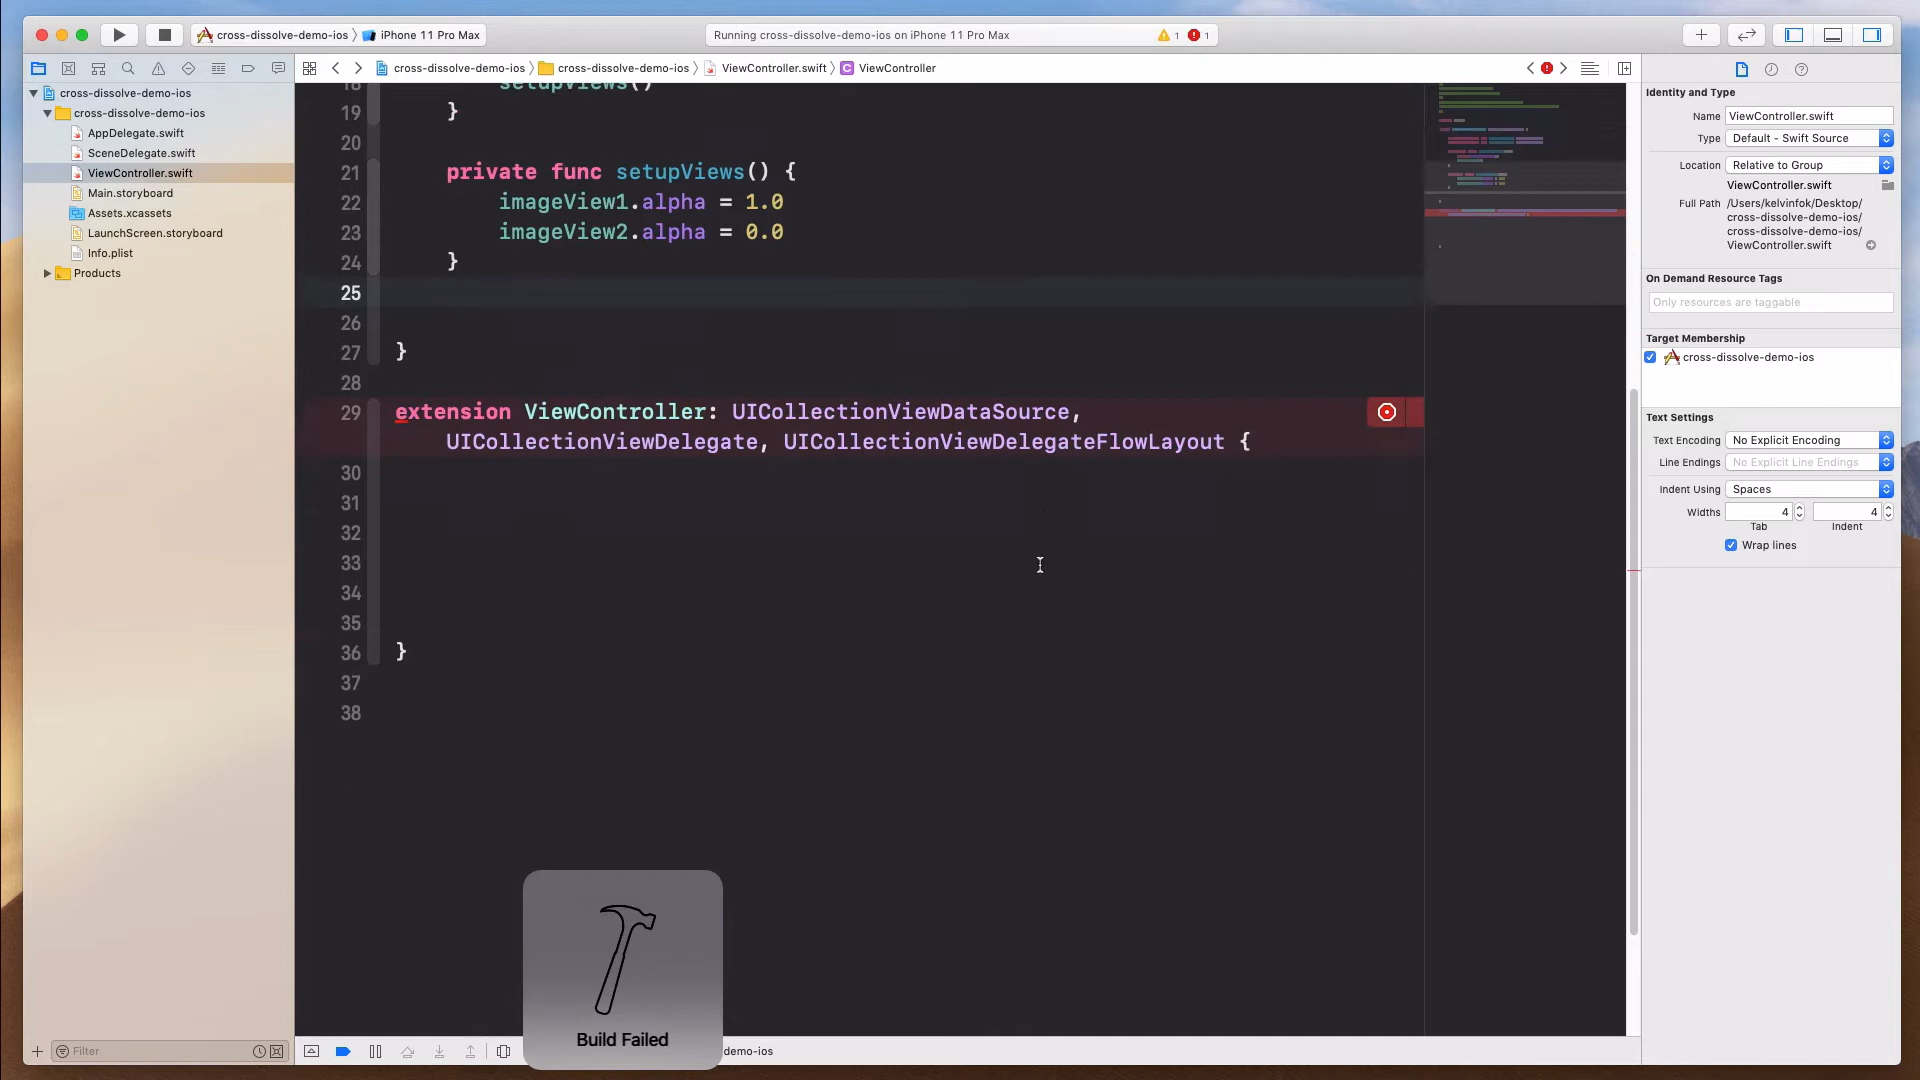 cross-dissolve-demo-ios
iPhone 11 Pro Max
Running cross-dissolve-demo-ios on iPhone 11 Pro Max
1
1
cross-dissolve-demo-ios
cross-dissolve-demo-ios
ViewController.swift
ViewController
cross-dissolve-demo-ios
cross-dissolve-demo-ios
AppDelegate.swift
SceneDelegate.swift
ViewController.swift
Main.storyboard
Assets.xcassets
LaunchScreen.storyboard
Info.plist
Products
Filter
18 setupViews()
19 }
20
21 private func setupViews() {
22 imageView1.alpha = 1.0
23 imageView2.alpha = 0.0
24 }
25
26
27 }
28
29 extension ViewController: UICollectionViewDataSource,
UICollectionViewDelegate, UICollectionViewDelegateFlowLayout {
30
31
32
33
34
35
36 }
37
38
Build Failed
demo-ios
Identity and Type
Name ViewController.swift
Type Default - Swift Source
Location Relative to Group
ViewController.swift
Full Path /Users/kelvinfok/Desktop/
cross-dissolve-demo-ios/
cross-dissolve-demo-ios/
ViewController.swift
On Demand Resource Tags
Only resources are taggable
Target Membership
cross-dissolve-demo-ios
Text Settings
Text Encoding No Explicit Encoding
Line Endings No Explicit Line Endings
Indent Using Spaces
Widths 4 4
Tab Indent
Wrap lines